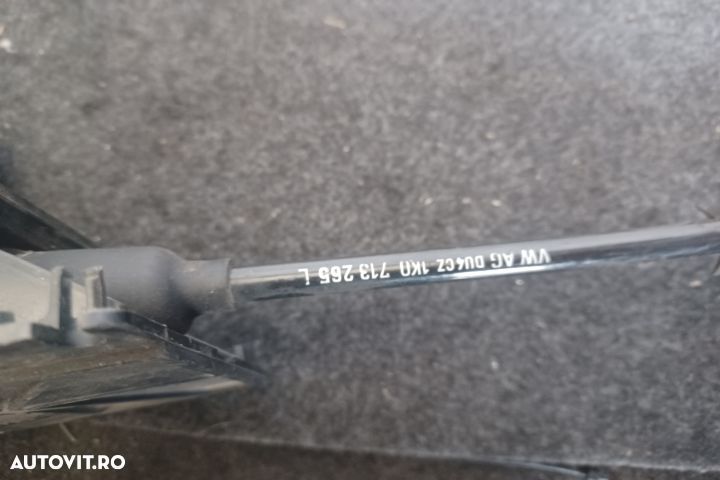 VW AG DU4CZ 1K0 713 265 L
AUTOVIT.RO